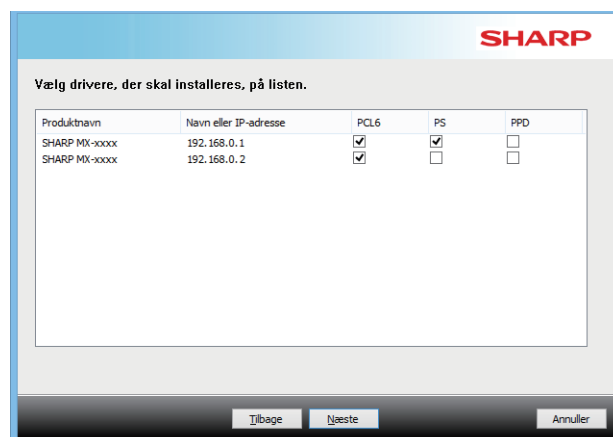 SHARP
Vælg drivere, der skal installeres, på listen.
Produktnavn Navn eller IP-adresse PCL6 PS PPD
SHARP MX-xxxx 192.168.0.1
SHARP MX-xxxx 192.168.0.2
Tilbage Næste Annuller